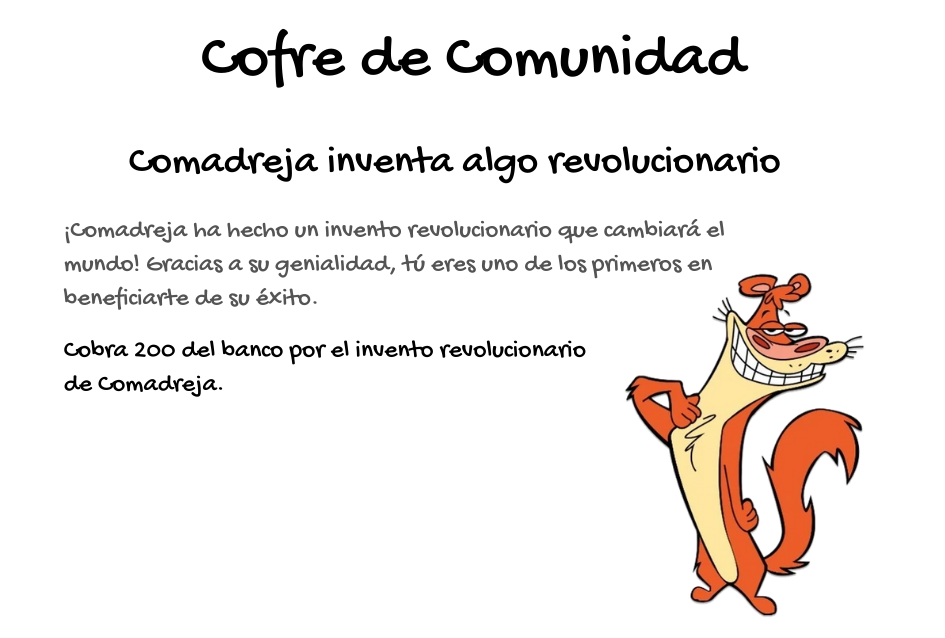 Cofre de Comunidad
Comadreja inventa algo revolucionario
¡Comadreja ha hecho un invento revolucionario que cambiará el
mundo! Gracias a su genialidad, tú eres uno de los primeros en
beneficiarte de su éxito.
Cobra 200 del banco por el invento revolucionario
de Comadreja.